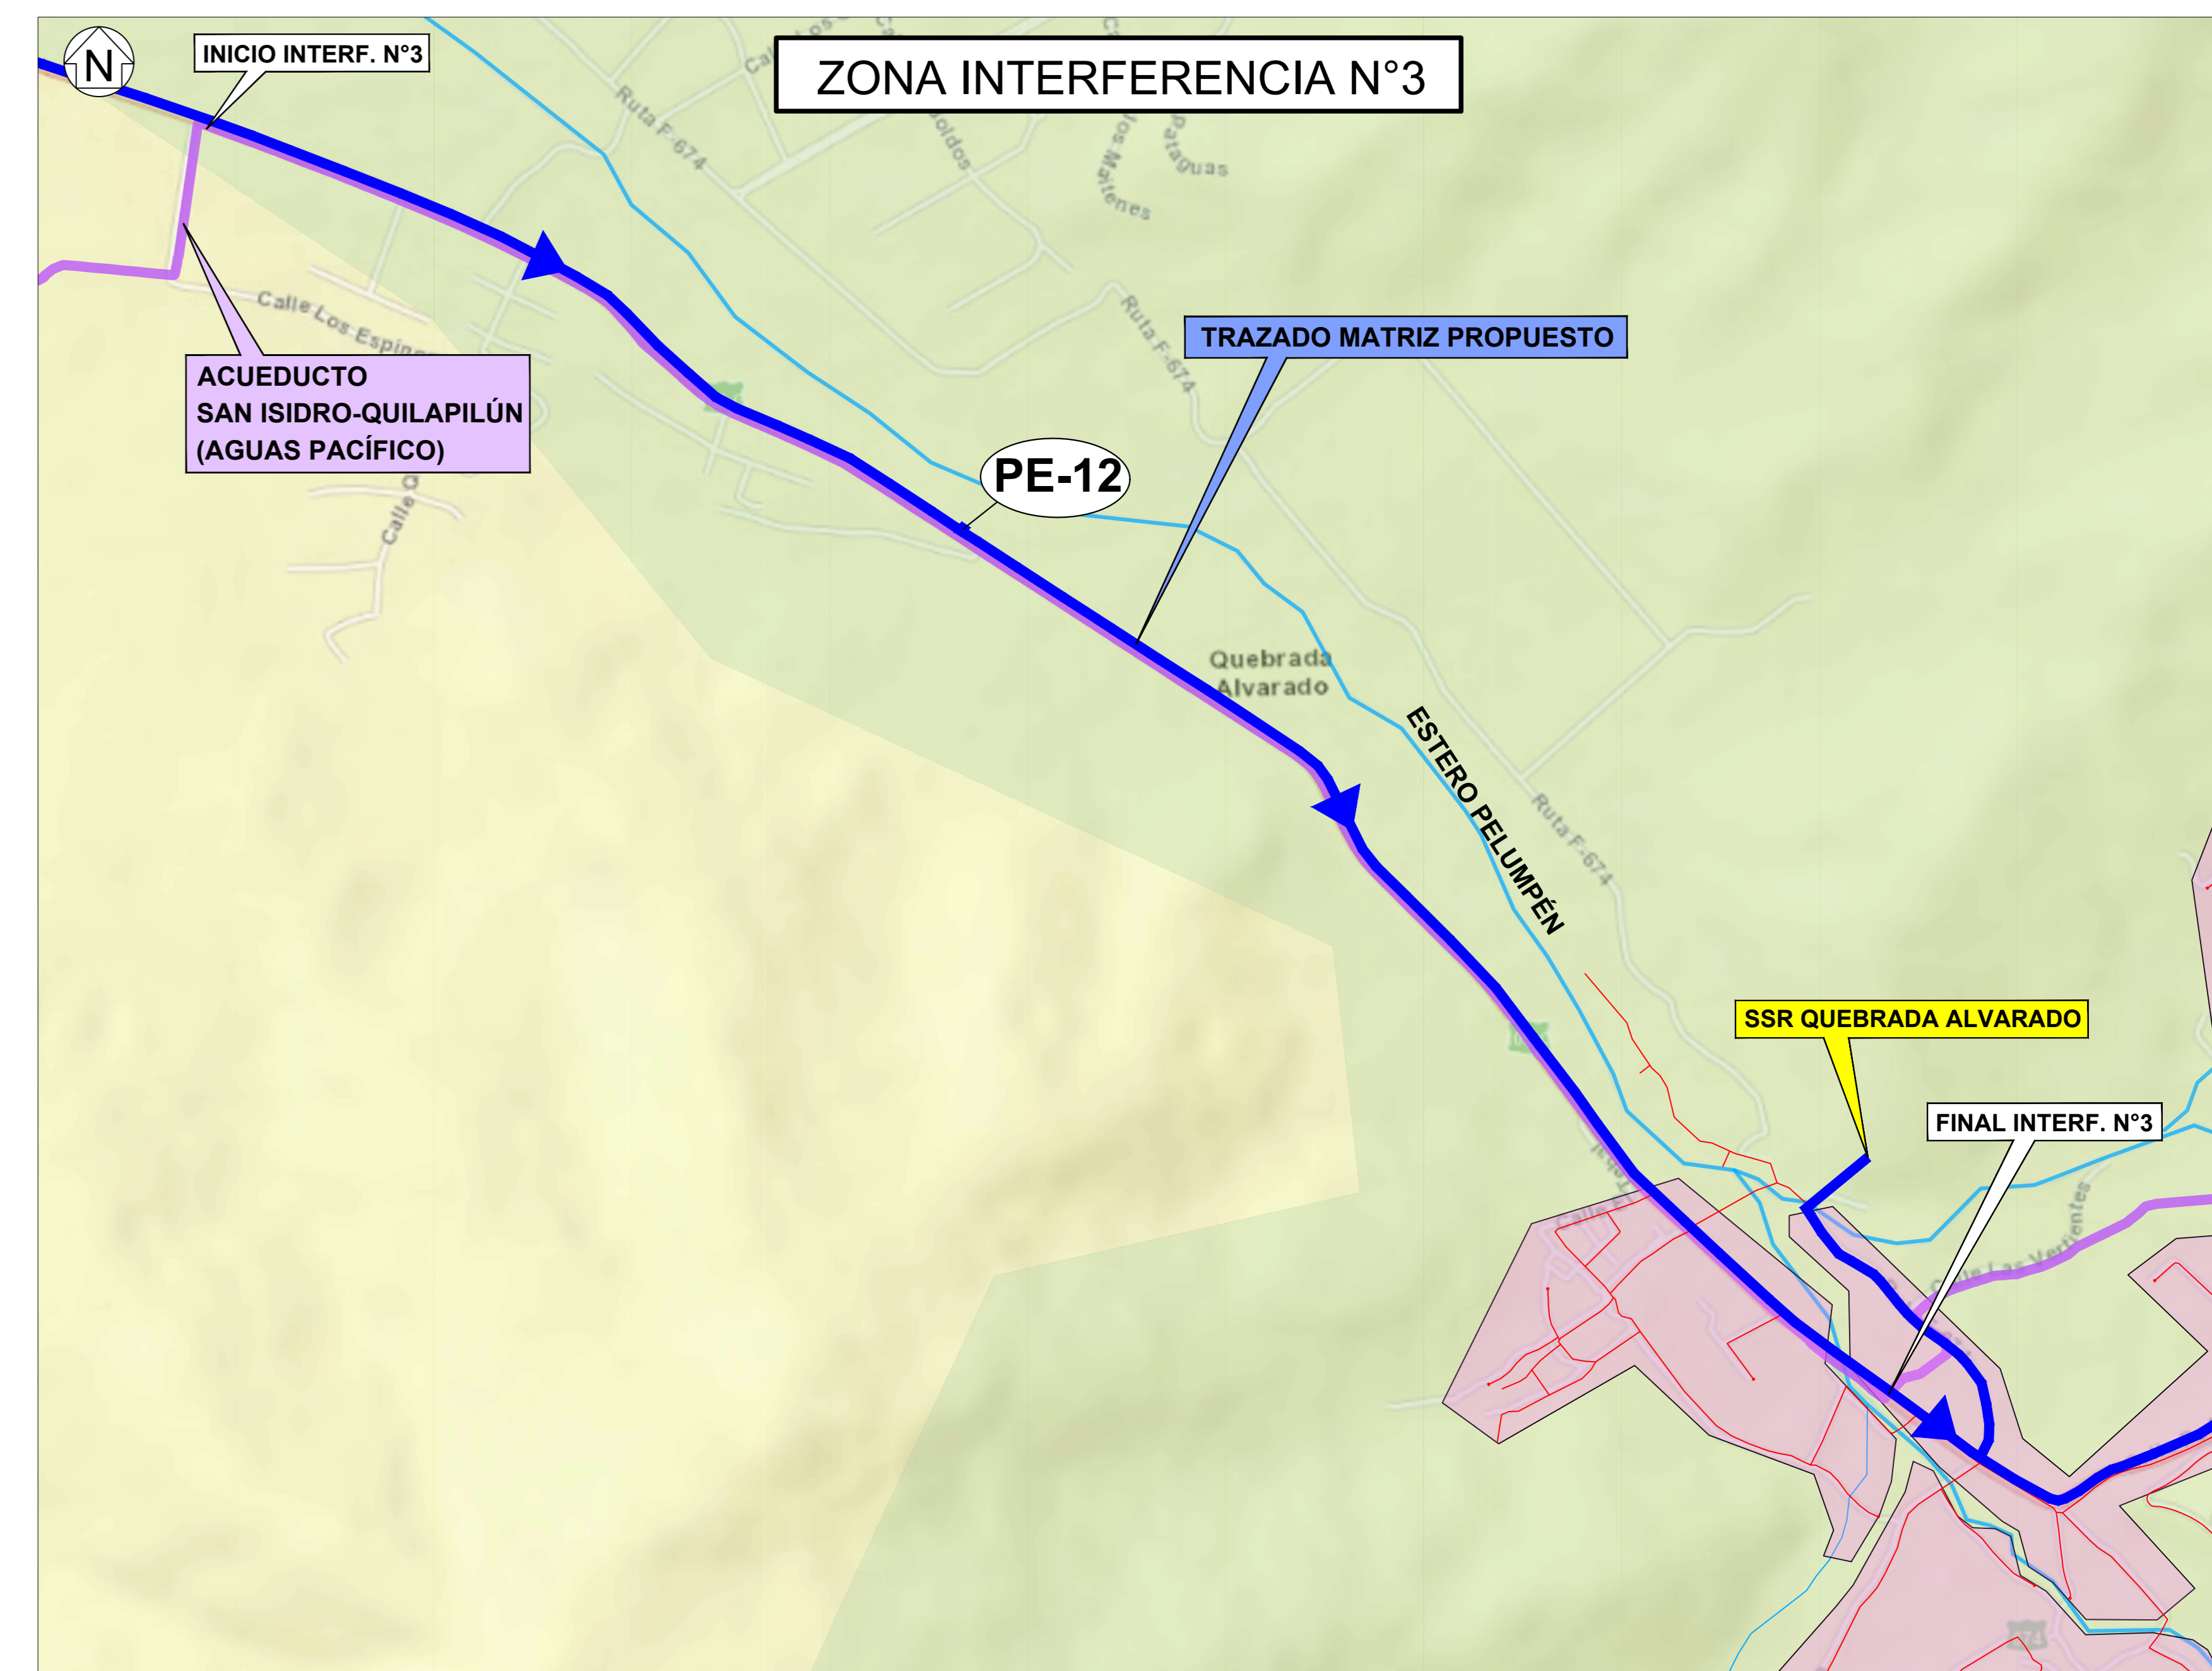 N
INICIO INTERF. N°3
ZONA INTERFERENCIA N°3
Ruta F-674
Pataguas
Ruta F-674
Calle Los Espino
TRAZADO MATRIZ PROPUESTO
ACUEDUCTO
SAN ISIDRO-QUILAPILÚN
(AGUAS PACÍFICO)
PE-12
Calle Q
Quebrada
Alvarado
ESTERO PELUMPÉN
Ruta F-674
SSR QUEBRADA ALVARADO
FINAL INTERF. N°3
Calle Las Vertientes